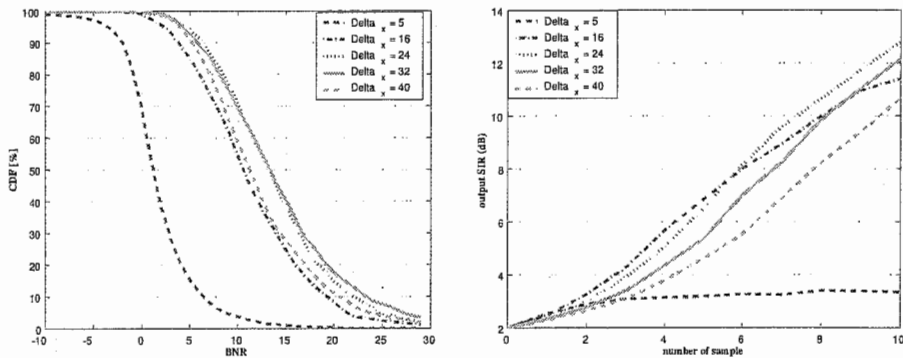 CDF [%]
100
90
80
70
60
50
40
30
20
10
0
-10
-5
0
5
10
15
20
25
30
BNR
Delta x = 5
Delta x = 16
Delta x = 24
Delta x = 32
Delta x = 40
output SIR (dB)
14
12
10
8
6
4
2
0
2
4
6
8
10
number of sample
Delta x = 5
Delta x = 16
Delta x = 24
Delta x = 32
Delta x = 40